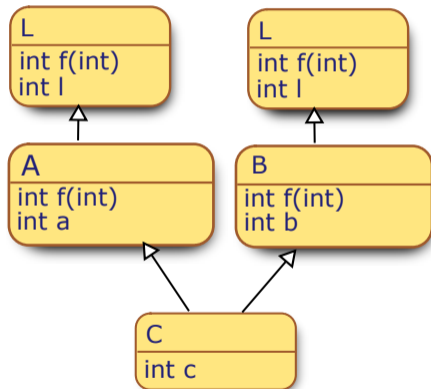 L
int f(int)
int l
L
int f(int)
int l
A
int f(int)
int a
B
int f(int)
int b
C
int c